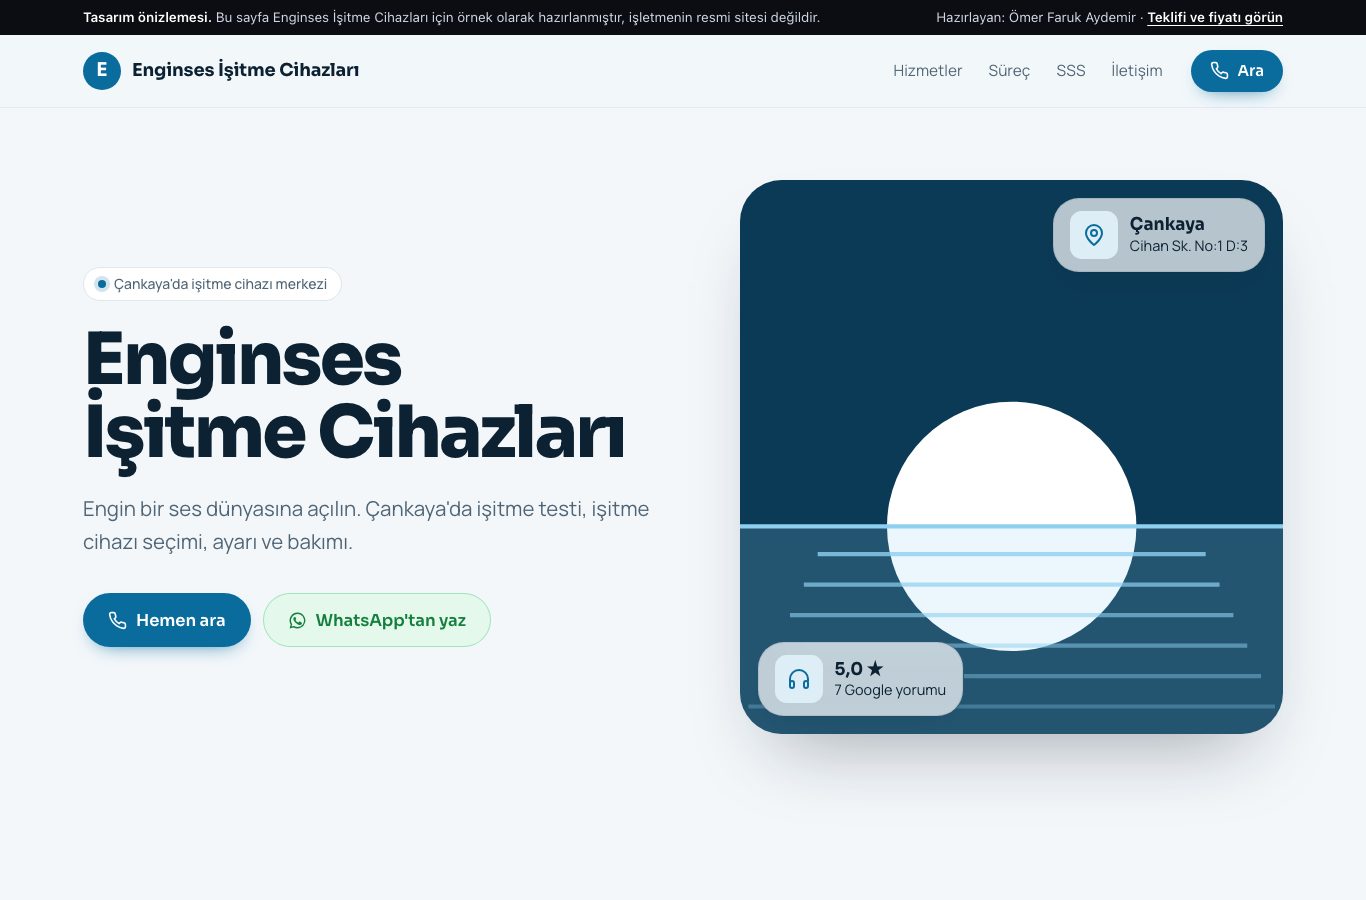 Tasarım önizlemesi. Bu sayfa Enginses İşitme Cihazları için örnek olarak hazırlanmıştır, işletmenin resmi sitesi değildir.
Hazırlayan: Ömer Faruk Aydemir · Teklifi ve fiyatı görün
E
Enginses İşitme Cihazları
Hizmetler
Süreç
SSS
İletişim
Ara
Çankaya'da işitme cihazı merkezi
Enginses
İşitme Cihazları
Engin bir ses dünyasına açılın. Çankaya'da işitme testi, işitme
cihazı seçimi, ayarı ve bakımı.
Hemen ara
WhatsApp'tan yaz
Çankaya
Cihan Sk. No:1 D:3
5,0 ★
7 Google yorumu